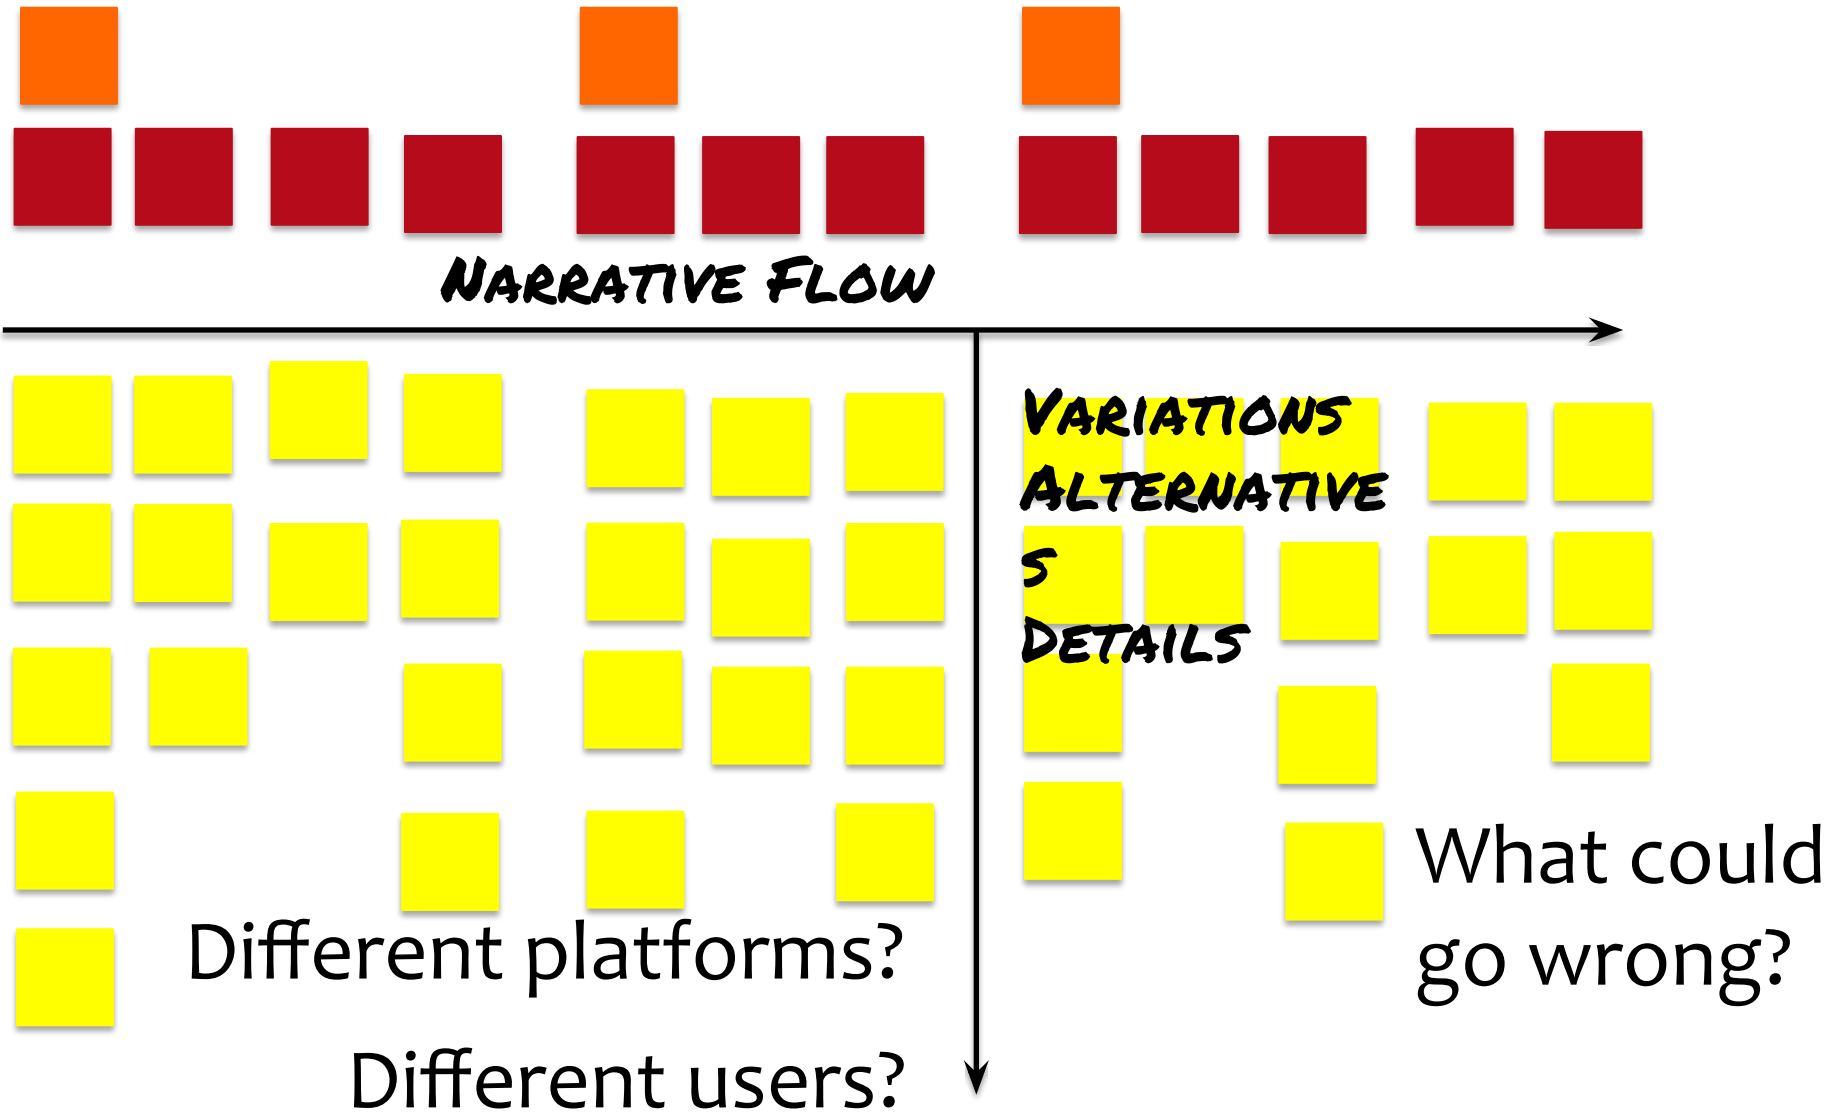 Narrative Flow
Variations
Alternative
s
Details
What could
go wrong?
Different platforms?
Different users?